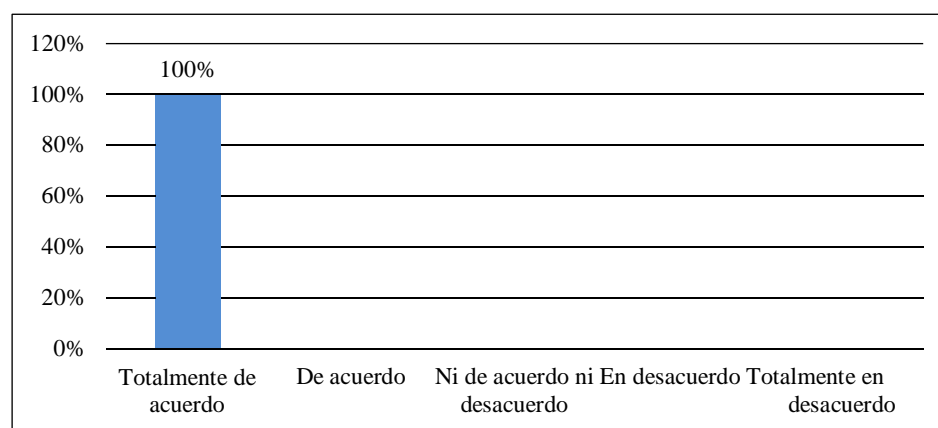 120%
100%
100%
80%
60%
40%
20%
0%
Totalmente de
acuerdo
De acuerdo
Ni de acuerdo ni
desacuerdo
En desacuerdo
Totalmente en
desacuerdo